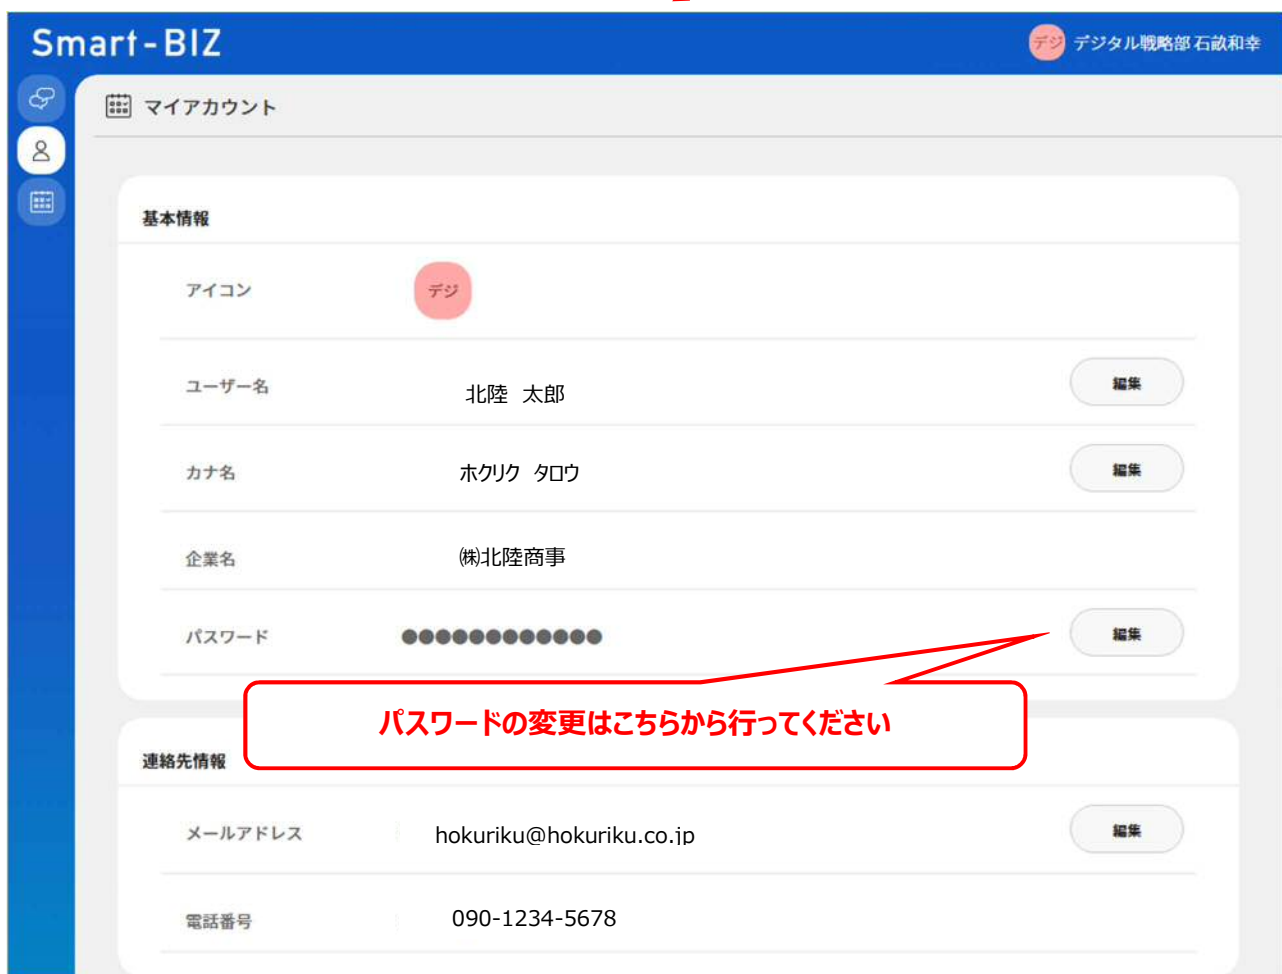 Smart-BIZ
デジ デジタル戦略部 石畝和幸
マイアカウント
基本情報
アイコン デジ
ユーザー名 北陸 太郎 編集
カナ名 ホクリク タロウ 編集
企業名 ㈱北陸商事
パスワード ●●●●●●●●●●●● 編集
パスワードの変更はこちらから行ってください
連絡先情報
メールアドレス hokuriku@hokuriku.co.jp 編集
電話番号 090-1234-5678